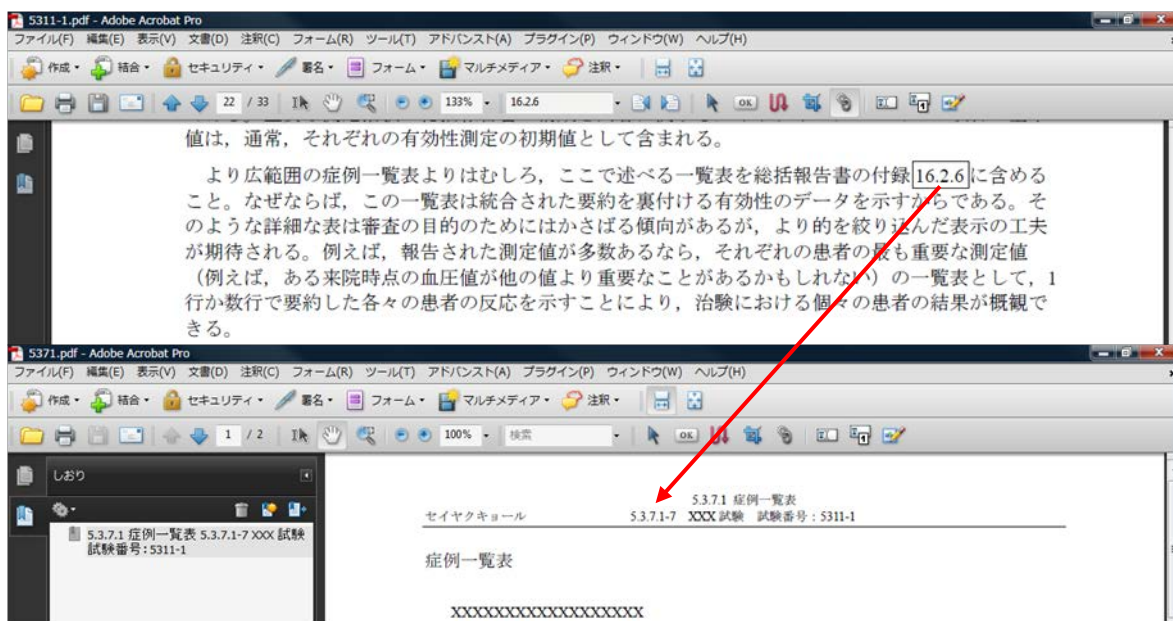 5311-1.pdf - Adobe Acrobat Pro
ファイル(F) 編集(E) 表示(V) 文書(D) 注釈(C) フォーム(R) ツール(T) アドバンスト(A) プラグイン(P) ウィンドウ(W) ヘルプ(H)
作成 結合 セキュリティ 署名 フォーム マルチメディア 注釈
22 / 33 133% 16.2.6 OK
値は，通常，それぞれの有効性測定の初期値として含まれる。
より広範囲の症例一覧表よりはむしろ，ここで述べる一覧表を総括報告書の付録16.2.6に含める
こと。なぜならば，この一覧表は統合された要約を裏付ける有効性のデータを示すからである。そ
のような詳細な表は審査の目的のためにはかさばる傾向があるが，より的を絞り込んだ表示の工夫
が期待される。例えば，報告された測定値が多数あるなら，それぞれの患者の最も重要な測定値
（例えば，ある来院時点の血圧値が他の値より重要なことがあるかもしれない）の一覧表として，1
行か数行で要約した各々の患者の反応を示すことにより，治験における個々の患者の結果が概観で
きる。
5371.pdf - Adobe Acrobat Pro
ファイル(F) 編集(E) 表示(V) 文書(D) 注釈(C) フォーム(R) ツール(T) アドバンスト(A) プラグイン(P) ウィンドウ(W) ヘルプ(H)
作成 結合 セキュリティ 署名 フォーム マルチメディア 注釈
1 / 2 100% 検索 OK
しおり
5.3.7.1 症例一覧表 5.3.7.1-7 XXX 試験
試験番号：5311-1
5.3.7.1 症例一覧表
セイヤクキョール 5.3.7.1-7 XXX 試験 試験番号：5311-1
症例一覧表
XXXXXXXXXXXXXXXXXX